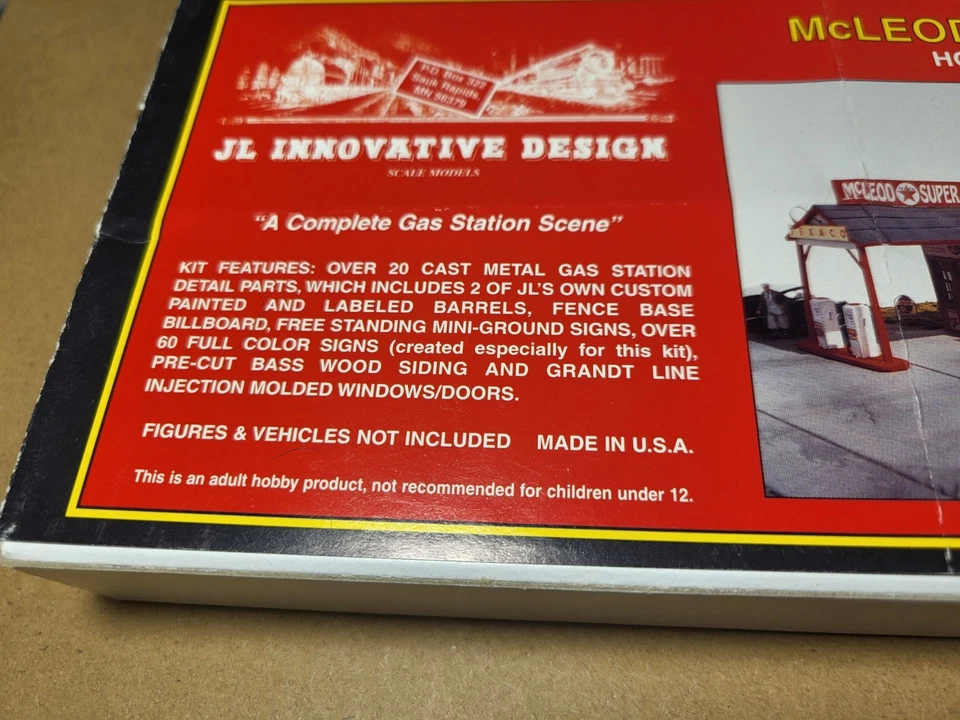 McLEOD
HO
P.O. Box 322
Sauk Rapids,
MN 56379
JL INNOVATIVE DESIGN
SCALE MODELS
"A Complete Gas Station Scene"
KIT FEATURES: OVER 20 CAST METAL GAS STATION
DETAIL PARTS, WHICH INCLUDES 2 OF JL'S OWN CUSTOM
PAINTED AND LABELED BARRELS, FENCE BASE
BILLBOARD, FREE STANDING MINI-GROUND SIGNS, OVER
60 FULL COLOR SIGNS (created especially for this kit),
PRE-CUT BASS WOOD SIDING AND GRANDT LINE
INJECTION MOLDED WINDOWS/DOORS.
FIGURES & VEHICLES NOT INCLUDED MADE IN U.S.A.
This is an adult hobby product, not recommended for children under 12.
McLEOD SUPER
TEXACO